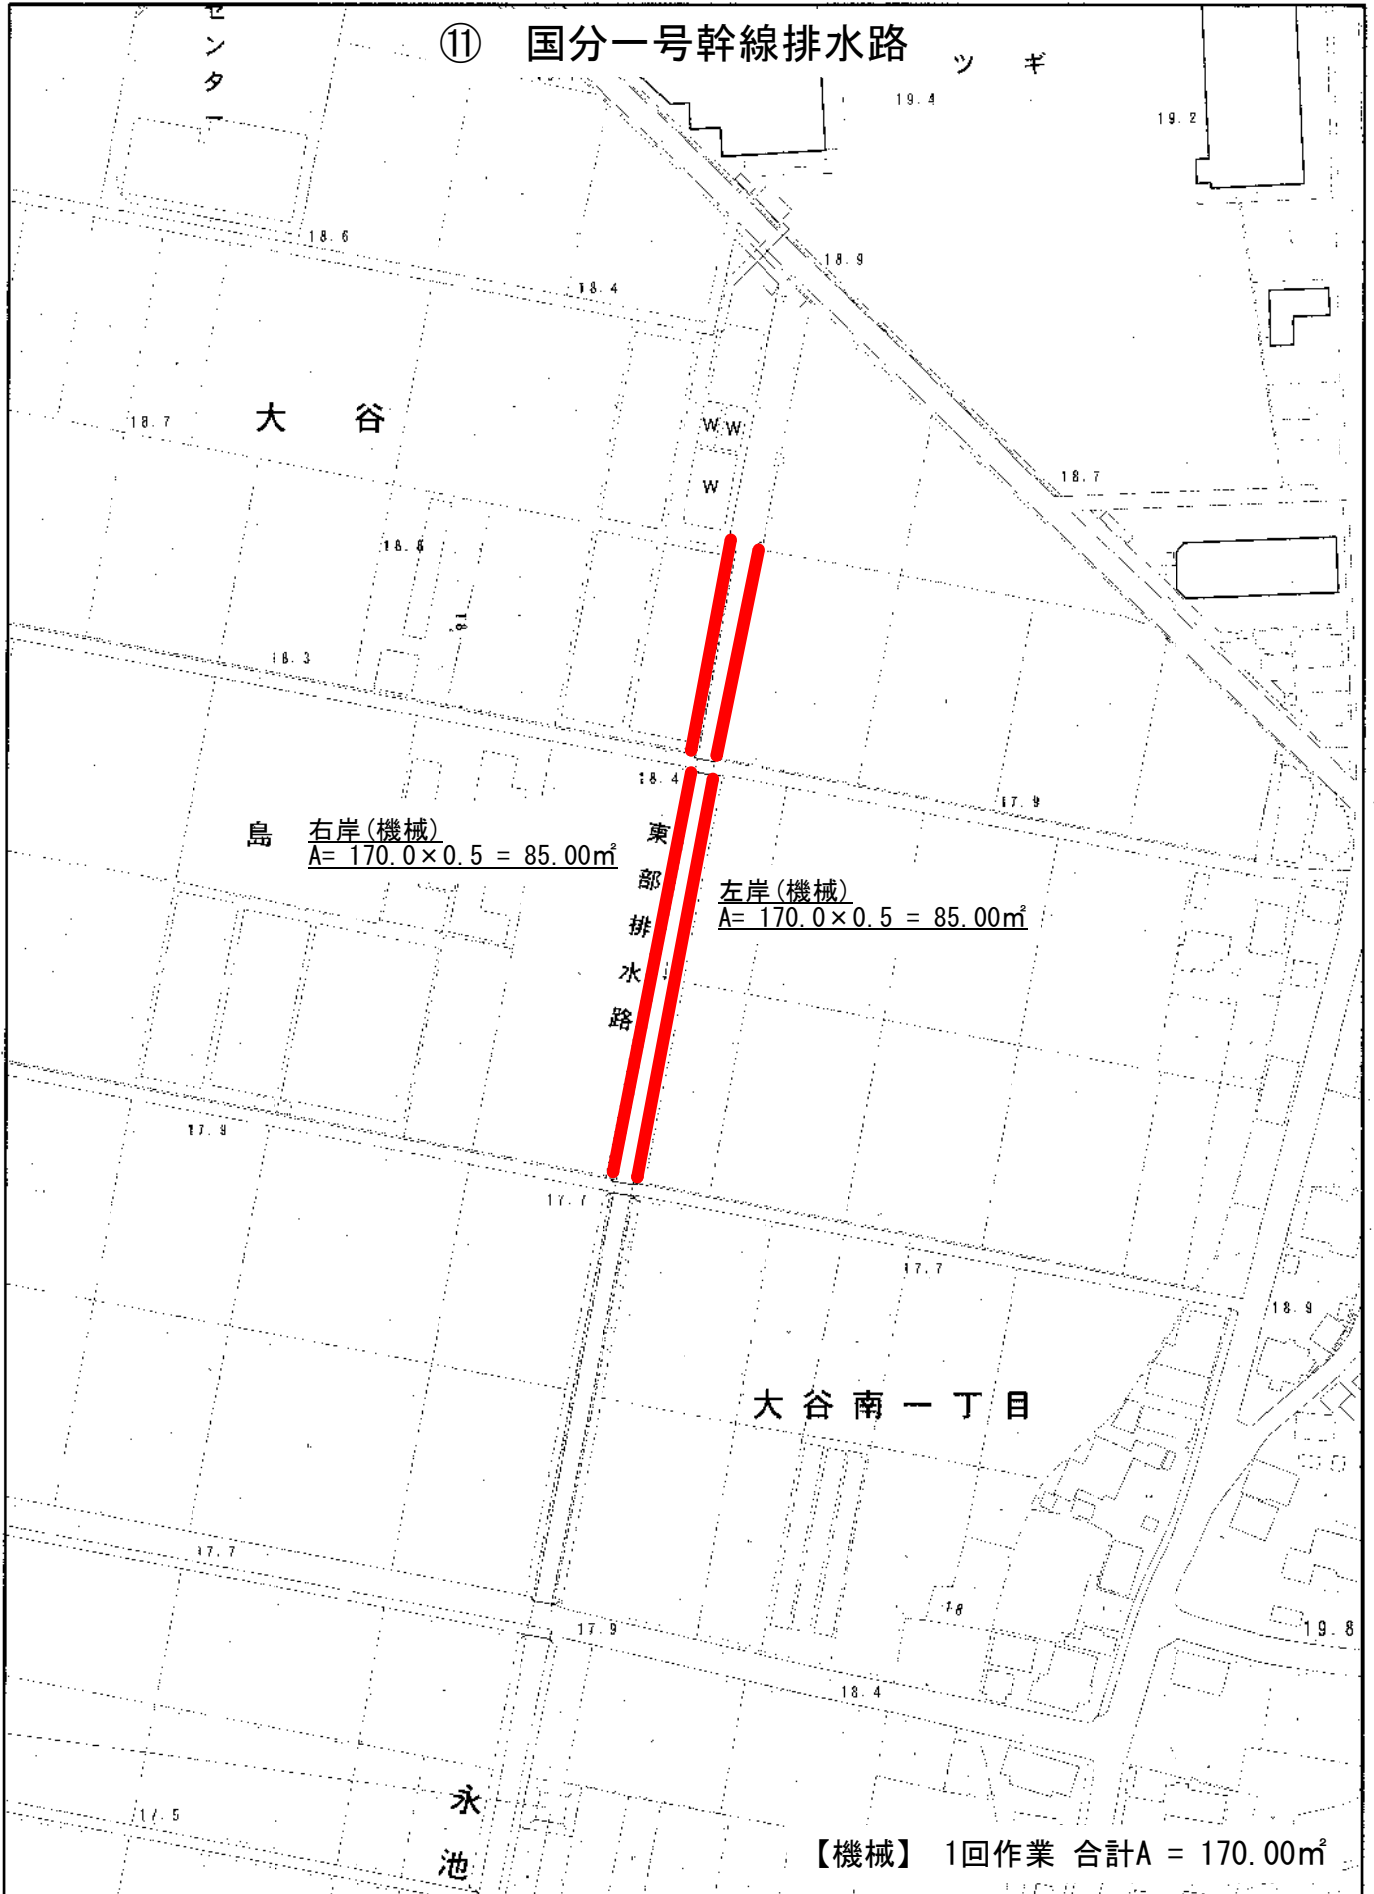 ⑪　国分一号幹線排水路
センター
ツ ギ
19.4
19.2
18.6
18.9
18.4
大 谷
18.7
W W
18.7
W
18.
18.3
18.4
17.9
島
右岸(機械)
A= 170.0×0.5 = 85.00㎡
東部排水路
左岸(機械)
A= 170.0×0.5 = 85.00㎡
17.9
17.7
17.7
18.9
大谷南一丁目
17.7
18
17.9
19.8
18.4
永池
17.5
【機械】 1回作業 合計A = 170.00㎡